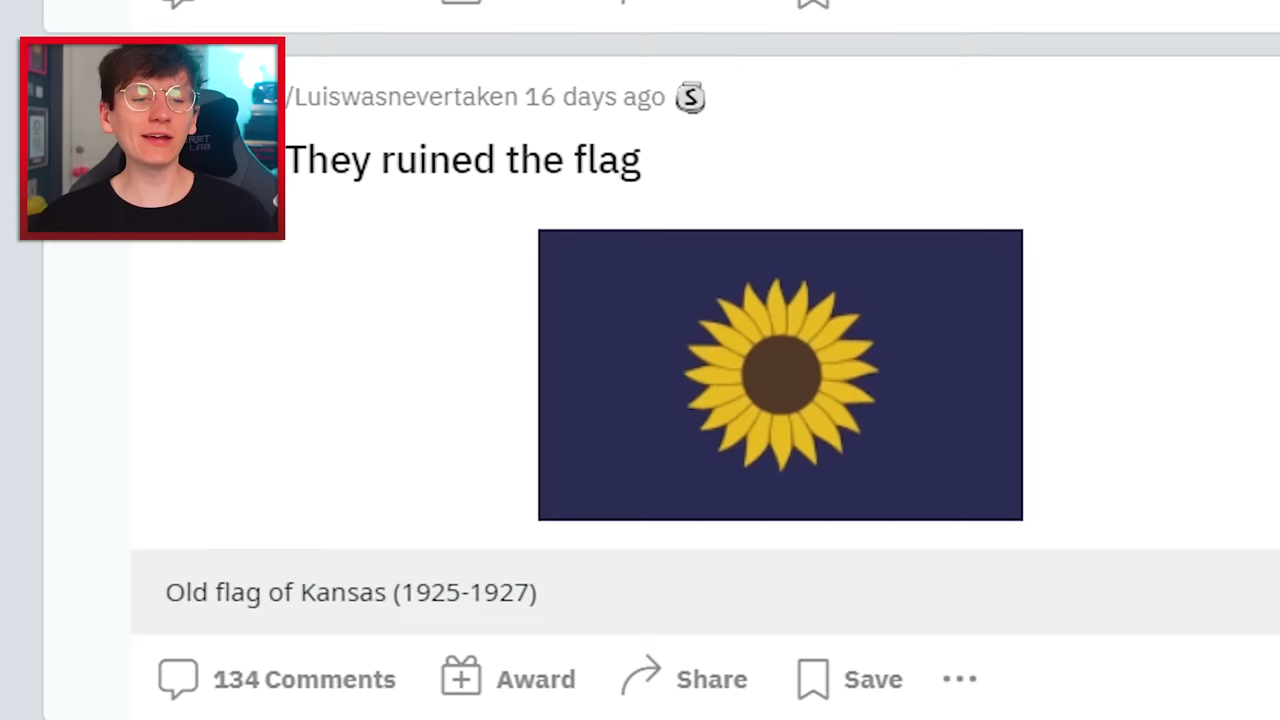 /Luiswasnevertaken 16 days ago S
They ruined the flag
Old flag of Kansas (1925-1927)
134 Comments Award Share Save